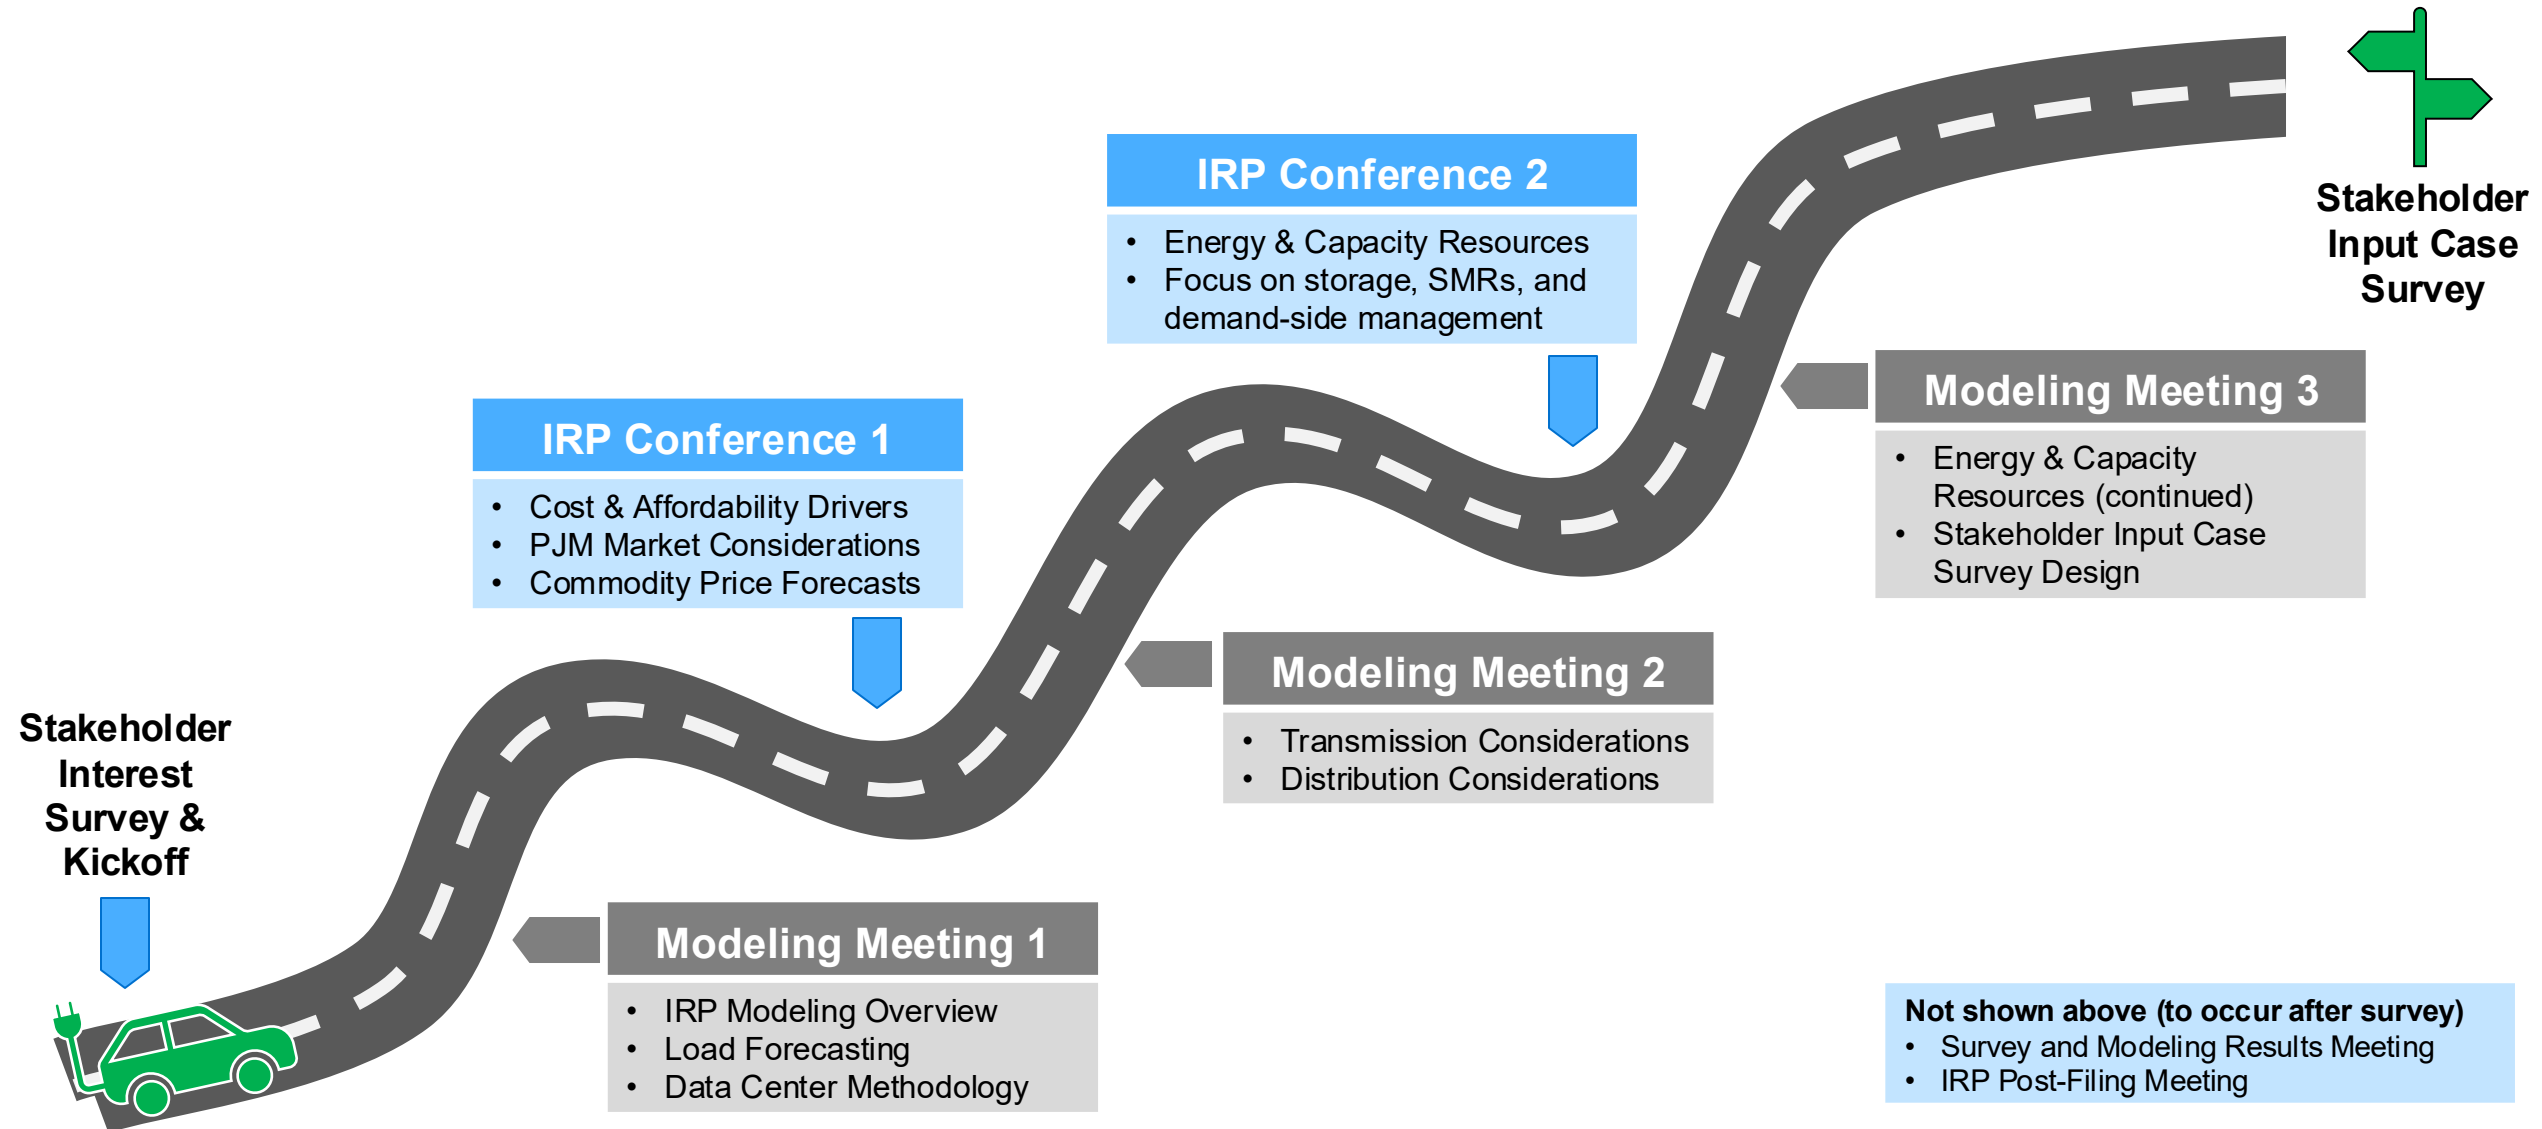 Stakeholder
Interest
Survey &
Kickoff
Modeling Meeting 1
• IRP Modeling Overview
• Load Forecasting
• Data Center Methodology
IRP Conference 1
• Cost & Affordability Drivers
• PJM Market Considerations
• Commodity Price Forecasts
Modeling Meeting 2
• Transmission Considerations
• Distribution Considerations
IRP Conference 2
• Energy & Capacity Resources
• Focus on storage, SMRs, and
demand-side management
Modeling Meeting 3
• Energy & Capacity
Resources (continued)
• Stakeholder Input Case
Survey Design
Stakeholder
Input Case
Survey
Not shown above (to occur after survey)
• Survey and Modeling Results Meeting
• IRP Post-Filing Meeting